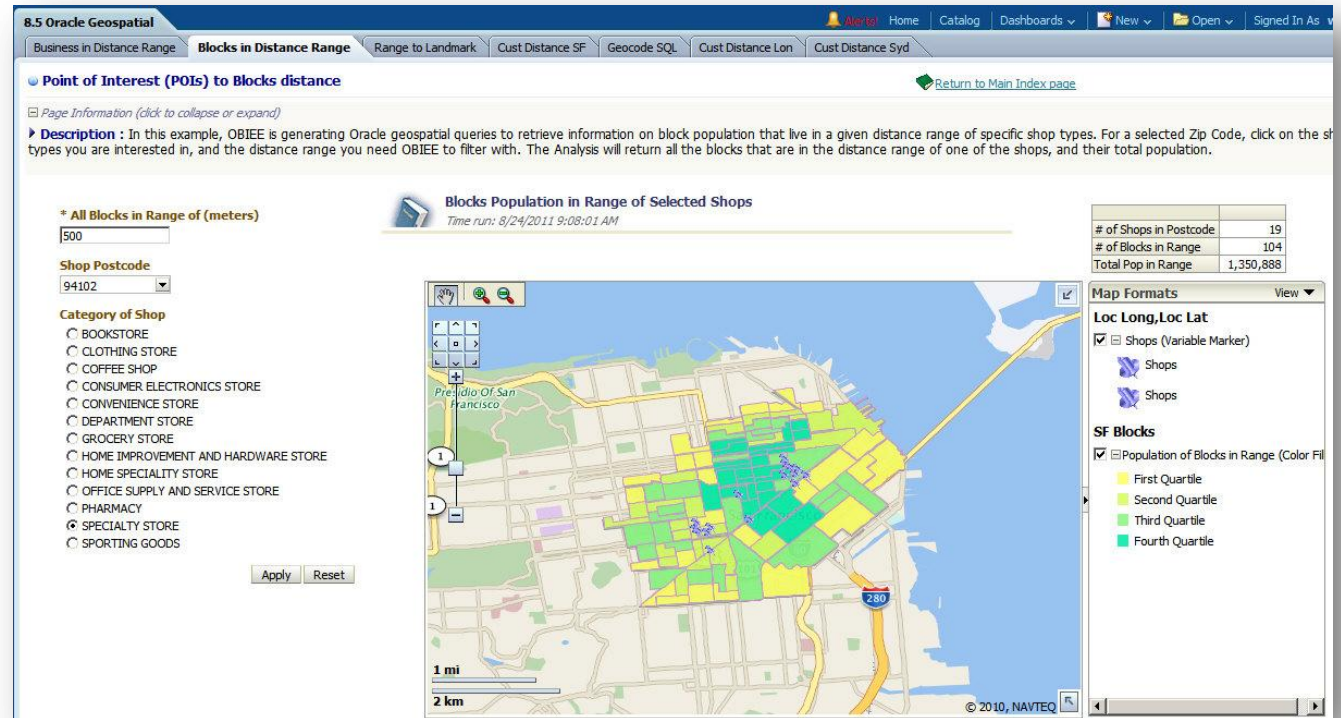 8.5 Oracle Geospatial
Alerts! Home Catalog Dashboards New Open Signed In As
Business in Distance Range Blocks in Distance Range Range to Landmark Cust Distance SF Geocode SQL Cust Distance Lon Cust Distance Syd
Point of Interest (POIs) to Blocks distance
Return to Main Index page
Page Information (click to collapse or expand)
Description : In this example, OBIEE is generating Oracle geospatial queries to retrieve information on block population that live in a given distance range of specific shop types. For a selected Zip Code, click on the
types you are interested in, and the distance range you need OBIEE to filter with. The Analysis will return all the blocks that are in the distance range of one of the shops, and their total population.
* All Blocks in Range of (meters)
500
Shop Postcode
94102
Category of Shop
BOOKSTORE
CLOTHING STORE
COFFEE SHOP
CONSUMER ELECTRONICS STORE
CONVENIENCE STORE
DEPARTMENT STORE
GROCERY STORE
HOME IMPROVEMENT AND HARDWARE STORE
HOME SPECIALITY STORE
OFFICE SUPPLY AND SERVICE STORE
PHARMACY
SPECIALTY STORE
SPORTING GOODS
Apply Reset
Blocks Population in Range of Selected Shops
Time run: 8/24/2011 9:08:01 AM
# of Shops in Postcode 19
# of Blocks in Range 104
Total Pop in Range 1,350,888
Presidio Of San
Francisco
1
1
280
1 mi
2 km
© 2010, NAVTEQ
Map Formats View
Loc Long,Loc Lat
Shops (Variable Marker)
Shops
Shops
SF Blocks
Population of Blocks in Range (Color Fil
First Quartile
Second Quartile
Third Quartile
Fourth Quartile